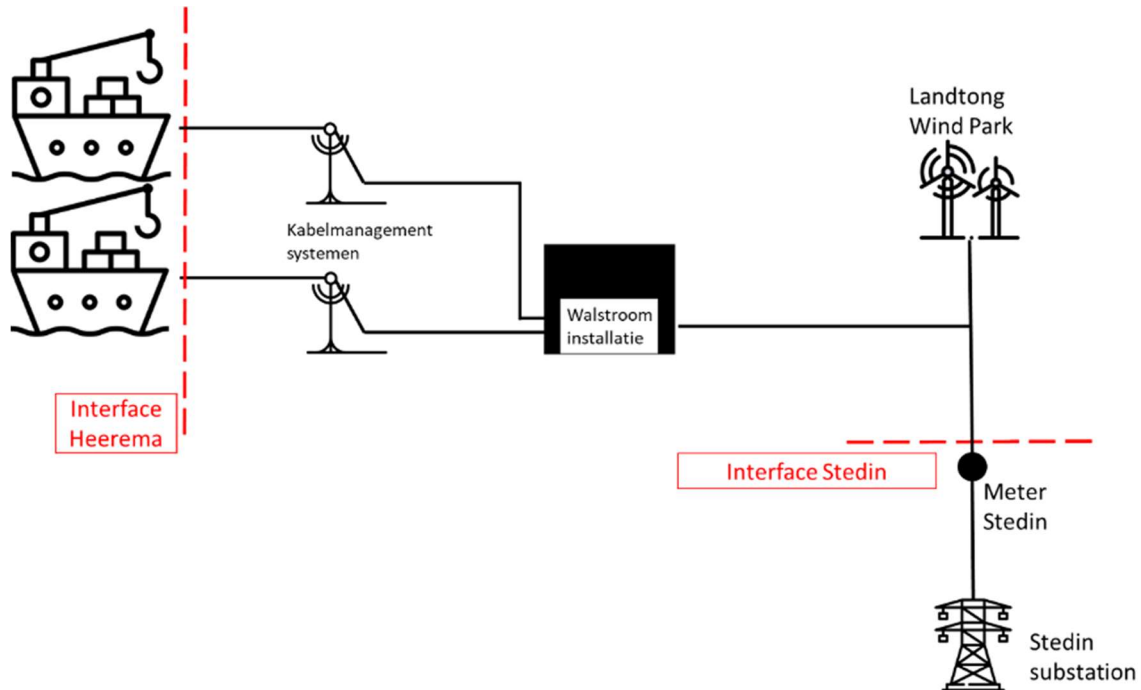 Landtong
Wind Park
Kabelmanagement
systemen
Walstroom
installatie
Interface
Heerema
Interface Stedin
Meter
Stedin
Stedin
substation